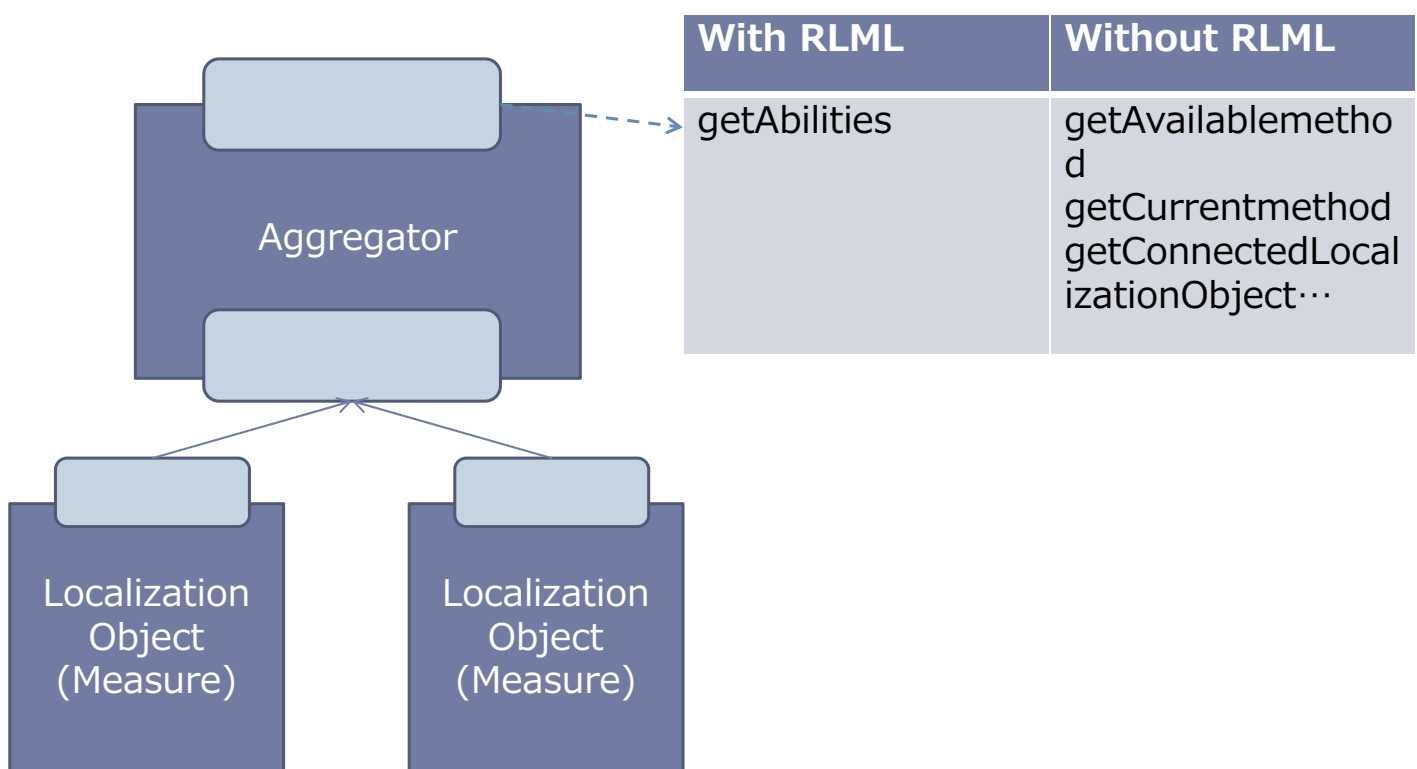 With RLML
Without RLML
getAbilities
getAvailablemetho
d
getCurrentmethod
getConnectedLocal
izationObject⋯
Aggregator
Localization
Object
(Measure)
Localization
Object
(Measure)